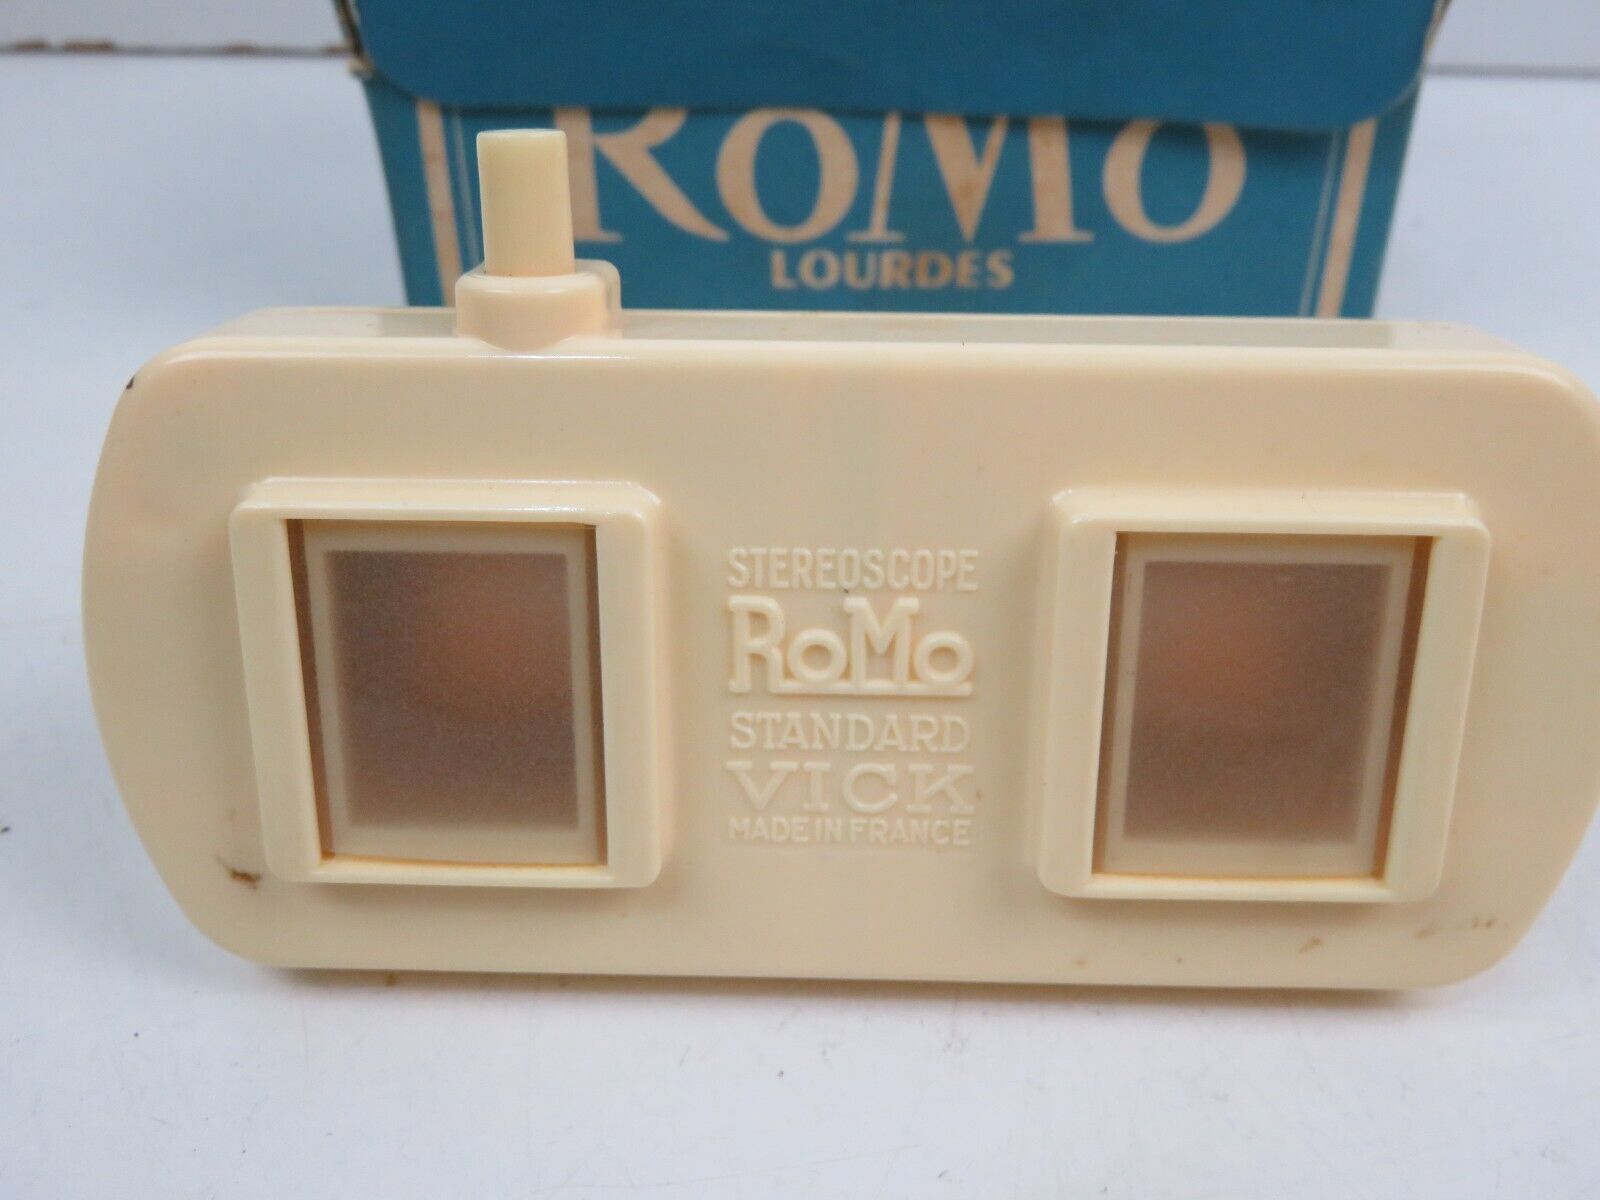 RoMo
LOURDES
STEREOSCOPE
RoMo
STANDARD
VICK
MADE IN FRANCE